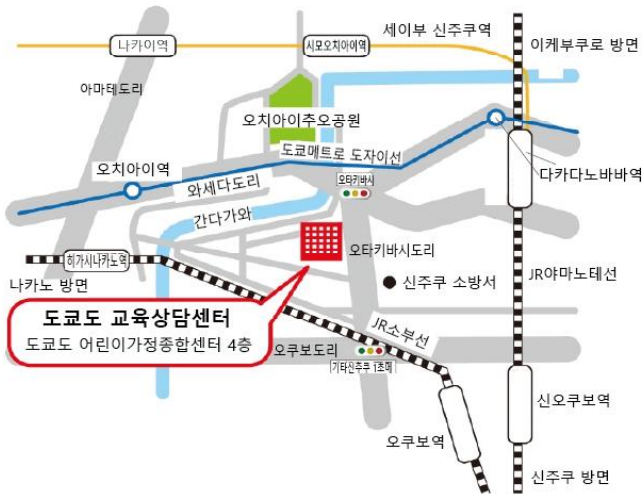 세이부 신주쿠역
나카이역
시모오치아이역
이케부쿠로 방면
아마테도리
오치아이추오공원
도쿄메트로 도자이선
오치아이역
다카다노바바역
와세다도리
오타키바시
간다가와
오타키바시도리
히가시나카노역
나카노 방면
신주쿠 소방서
JR야마노테선
도쿄도 교육상담센터
도쿄도 어린이가정종합센터 4층
JR소부선
오쿠보도리
기타신주쿠 1초메
신오쿠보역
오쿠보역
신주쿠 방면